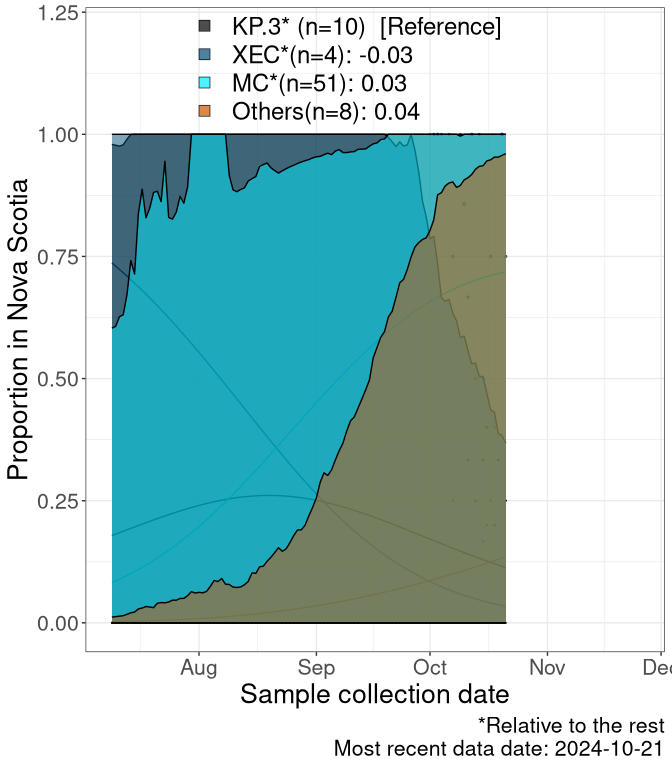 KP.3* (n=10)  [Reference]
XEC*(n=4): -0.03
MC*(n=51): 0.03
Others(n=8): 0.04
1.25
1.00
0.75
0.50
0.25
0.00
Proportion in Nova Scotia
Aug Sep Oct Nov Dec
Sample collection date
*Relative to the rest
Most recent data date: 2024-10-21